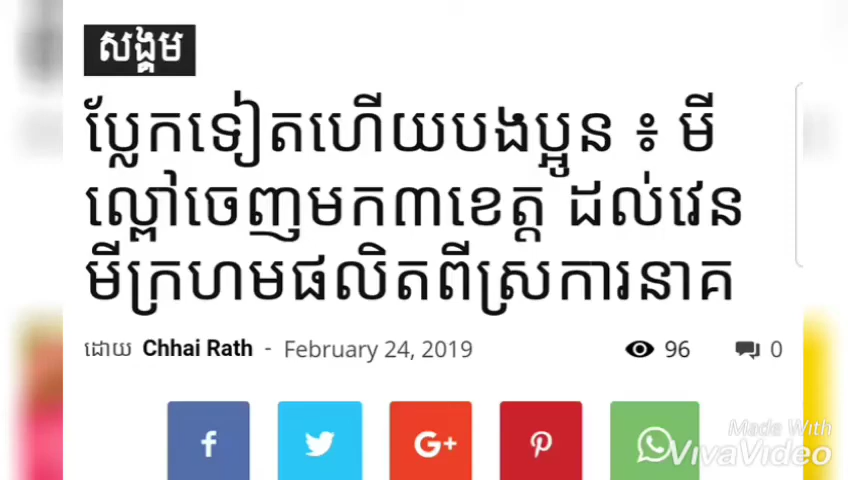 សង្គម
ប្លែកទៀតហើយបងប្អូន ៖ មី
ល្ពៅចេញមក៣ខេត្ត ដល់វេន
មីក្រហមផលិតពីស្រការនាគ
ដោយ Chhai Rath - February 24, 2019 96 0
f G+
Made With
VivaVideo